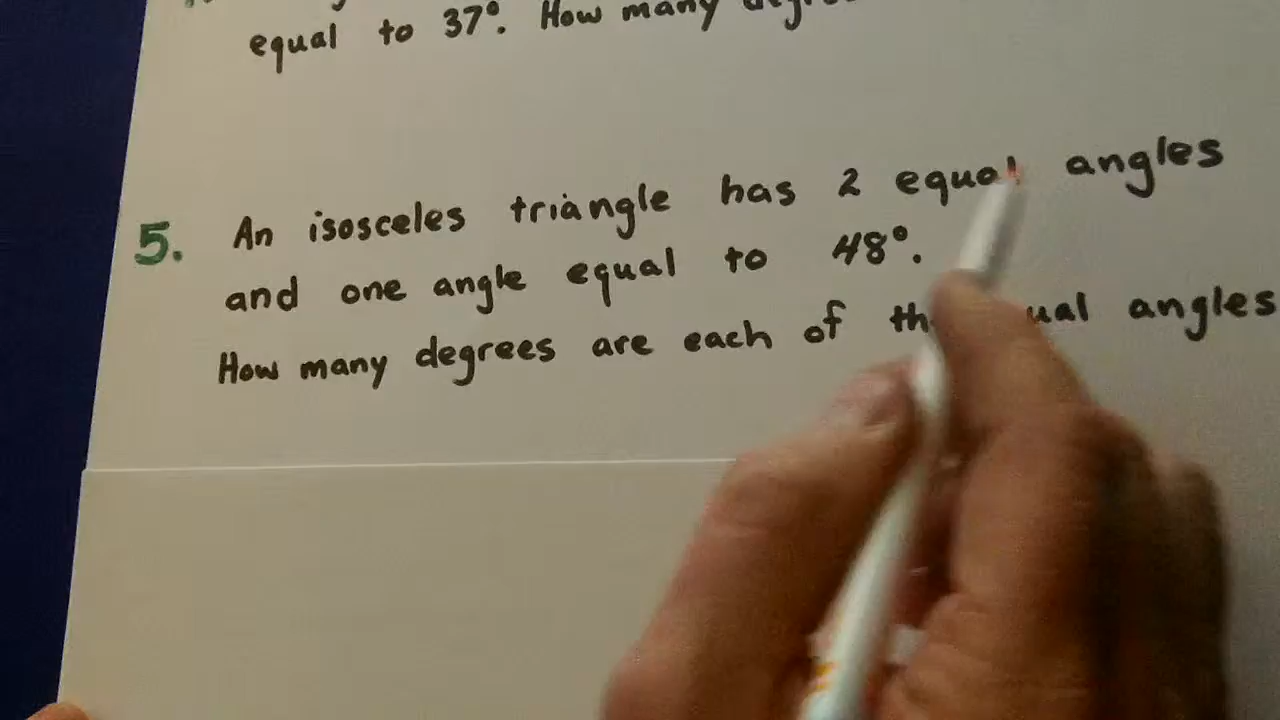 equal to 37°. How many
5. An isosceles triangle has 2 equal angles
and one angle equal to 48°.
How many degrees are each of angles